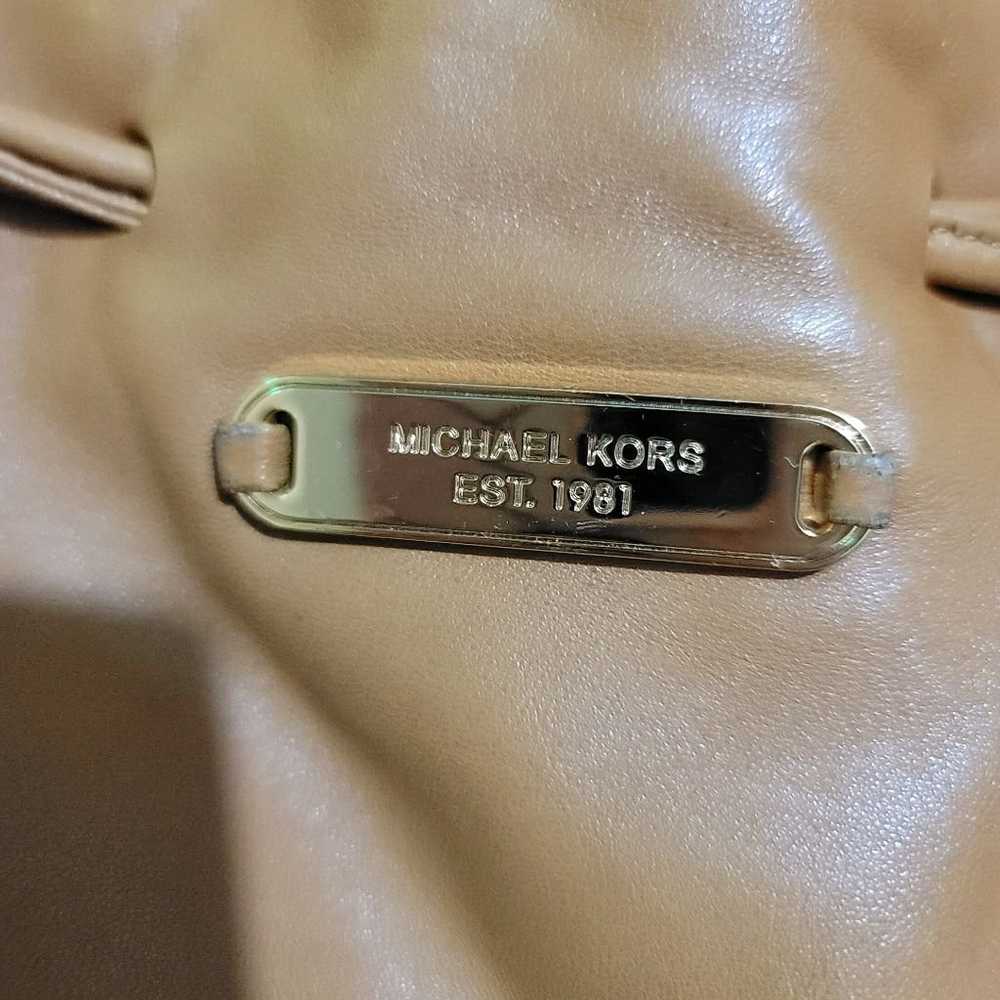 MICHAEL KORS
EST. 1981